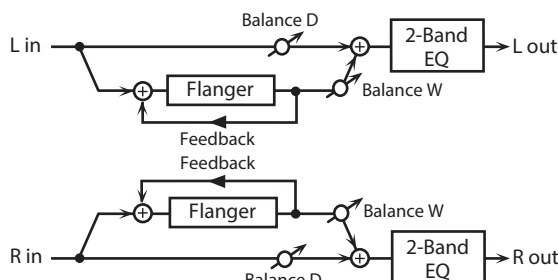 Balance D
L in
2-Band
EQ
L out
Flanger
Balance W
Feedback
Feedback
Flanger
Balance W
R in
2-Band
EQ
R out
Balance D